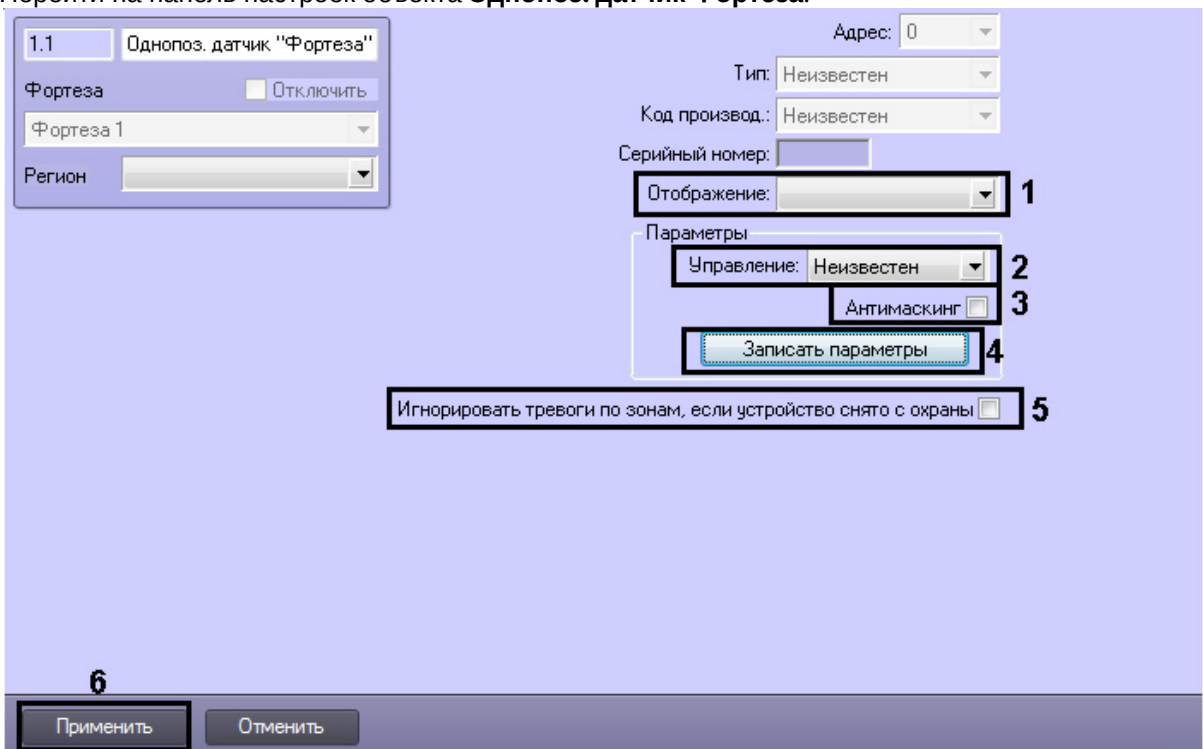 Перейти на панель настроек объекта Однопоз. датчик "Фортеза".
1.1 Однопоз. датчик "Фортеза"
Фортеза Отключить
Фортеза 1
Регион
Адрес: 0
Тип: Неизвестен
Код производ.: Неизвестен
Серийный номер:
Отображение: 1
Параметры
Управление: Неизвестен 2
Антимаскинг 3
Записать параметры 4
Игнорировать тревоги по зонам, если устройство снято с охраны 5
6
Применить Отменить